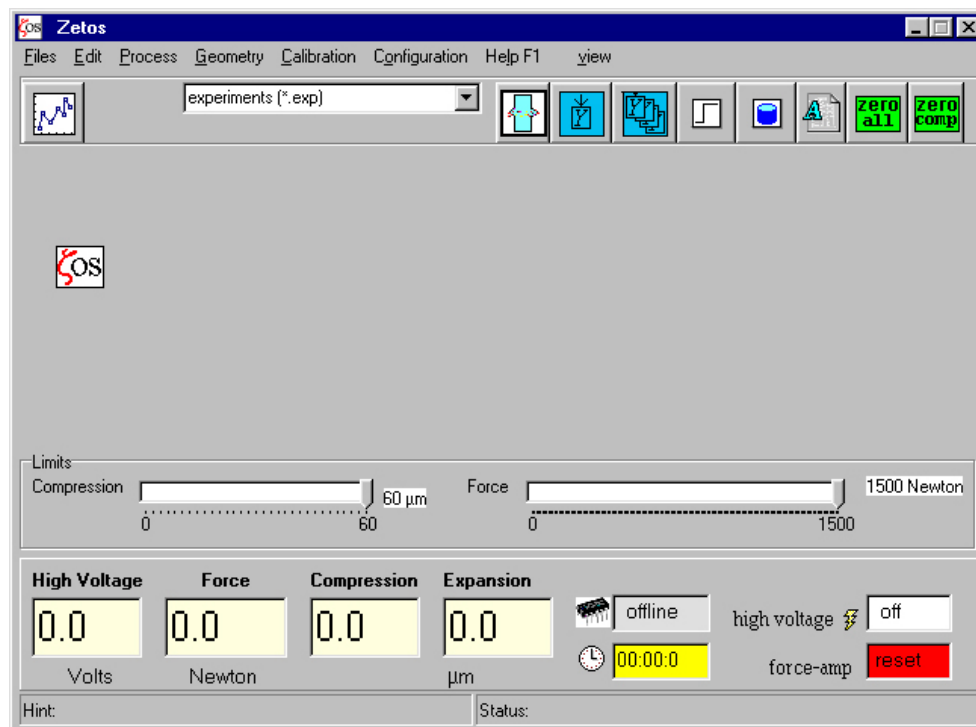 ζos Zetos
Files Edit Process Geometry Calibration Configuration Help F1 view
experiments (*.exp)
Y
Y
A
zero all
zero comp
ζos
Limits
Compression 60 µm Force 1500 Newton
0 60 0 1500
High Voltage Force Compression Expansion
0.0 0.0 0.0 0.0
Volts Newton µm
offline
00:00:0
high voltage off
force-amp reset
Hint: Status: